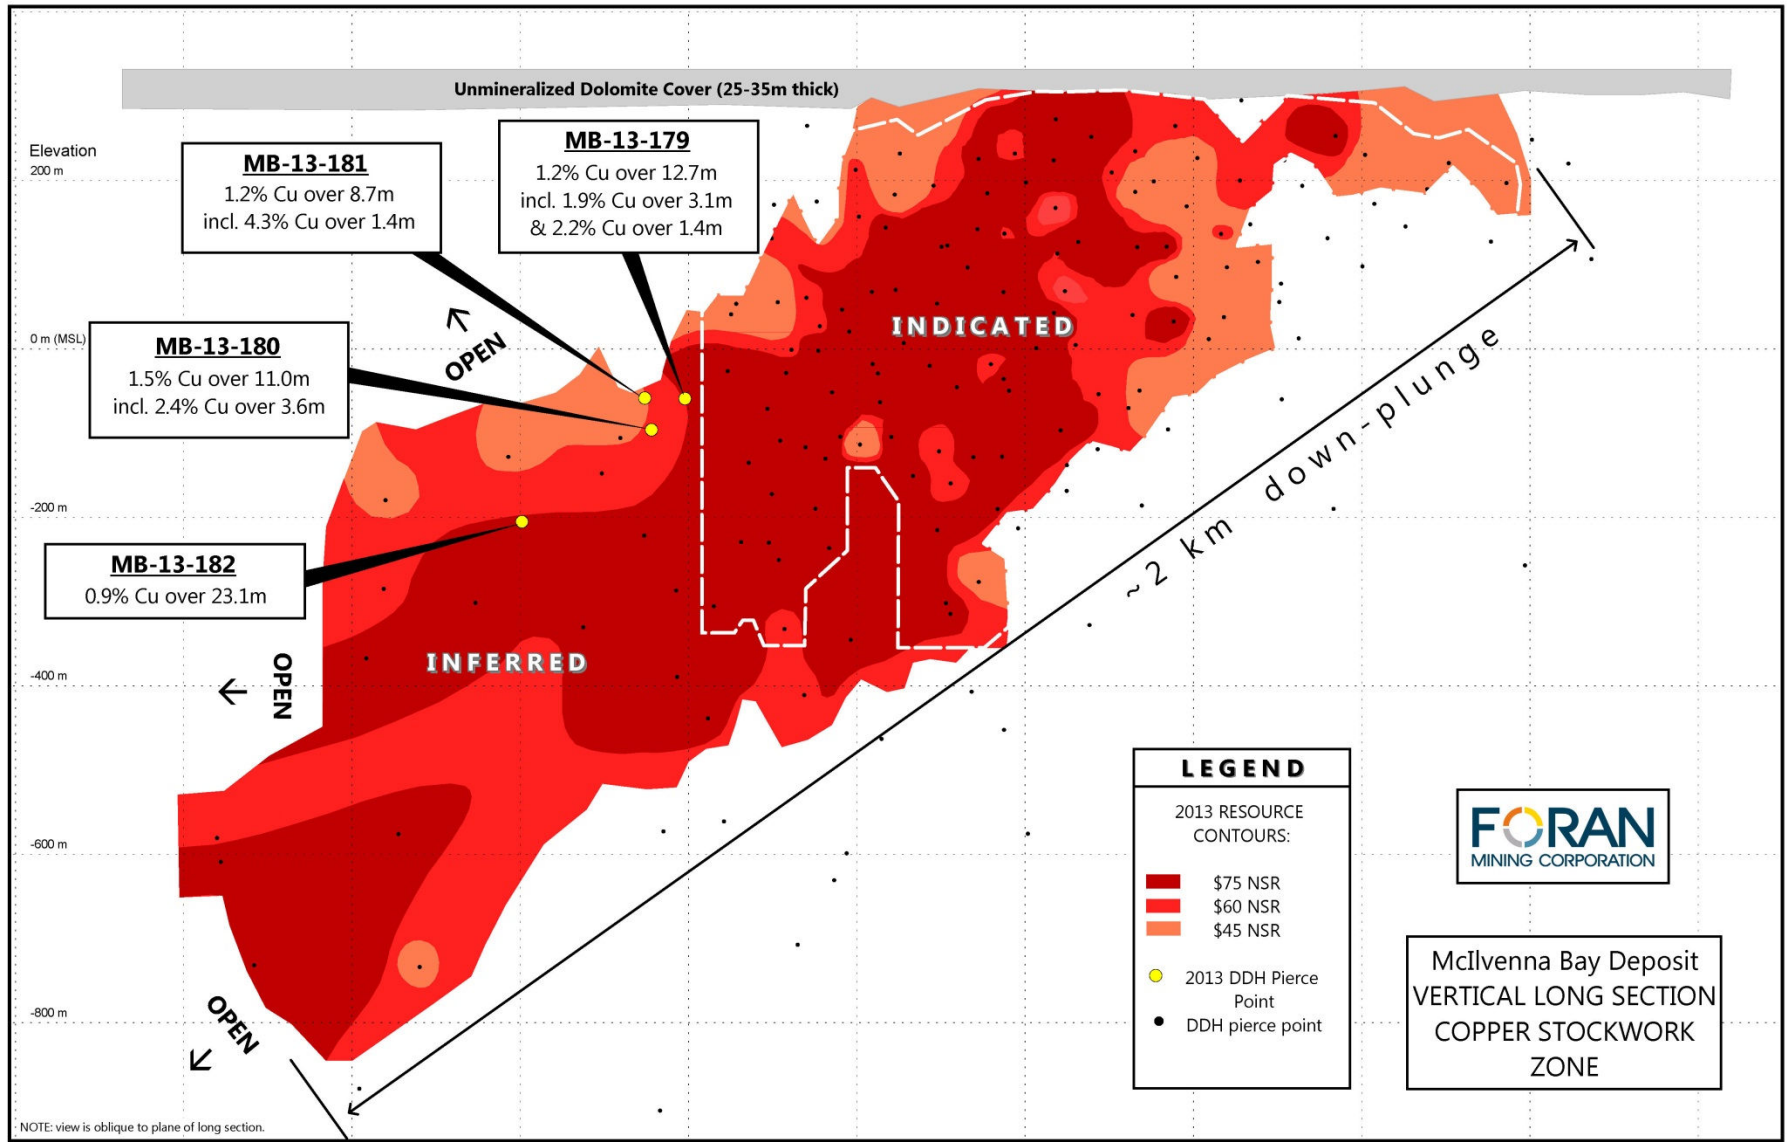 Unmineralized Dolomite Cover (25-35m thick)
Elevation
200 m
0 m (MSL)
-200 m
-400 m
-600 m
-800 m
MB-13-181
1.2% Cu over 8.7m
incl. 4.3% Cu over 1.4m
MB-13-179
1.2% Cu over 12.7m
incl. 1.9% Cu over 3.1m
& 2.2% Cu over 1.4m
MB-13-180
1.5% Cu over 11.0m
incl. 2.4% Cu over 3.6m
MB-13-182
0.9% Cu over 23.1m
OPEN
OPEN
OPEN
INDICATED
INFERRED
~2 km down-plunge
LEGEND
2013 RESOURCE
CONTOURS:
$75 NSR
$60 NSR
$45 NSR
2013 DDH Pierce
Point
DDH pierce point
FORAN
MINING CORPORATION
McIlvenna Bay Deposit
VERTICAL LONG SECTION
COPPER STOCKWORK
ZONE
NOTE: view is oblique to plane of long section.